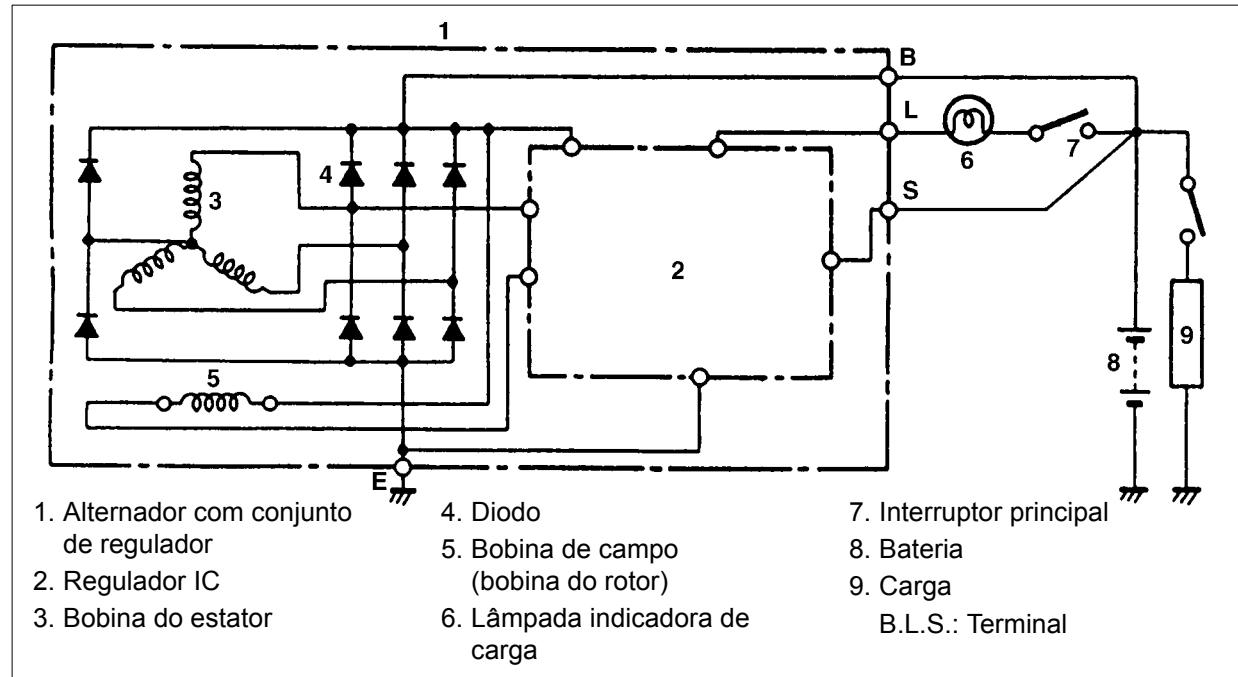 1
B
L
6
7
S
3
4
2
5
8
9
E
1. Alternador com conjunto
de regulador
2. Regulador IC
3. Bobina do estator
4. Diodo
5. Bobina de campo
(bobina do rotor)
6. Lâmpada indicadora de
carga
7. Interruptor principal
8. Bateria
9. Carga
B.L.S.: Terminal